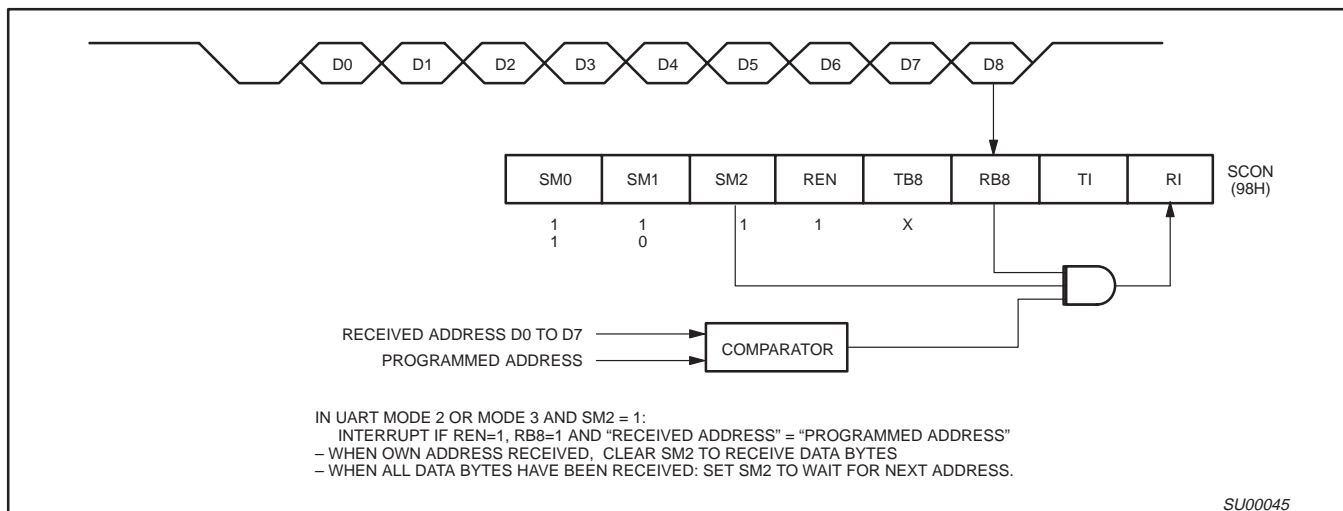 D0 D1 D2 D3 D4 D5 D6 D7 D8
SM0 SM1 SM2 REN TB8 RB8 TI RI
SCON
(98H)
1 1 1 1 X
1 0
RECEIVED ADDRESS D0 TO D7
PROGRAMMED ADDRESS
COMPARATOR
IN UART MODE 2 OR MODE 3 AND SM2 = 1:
INTERRUPT IF REN=1, RB8=1 AND “RECEIVED ADDRESS” = “PROGRAMMED ADDRESS”
– WHEN OWN ADDRESS RECEIVED, CLEAR SM2 TO RECEIVE DATA BYTES
– WHEN ALL DATA BYTES HAVE BEEN RECEIVED: SET SM2 TO WAIT FOR NEXT ADDRESS.
SU00045